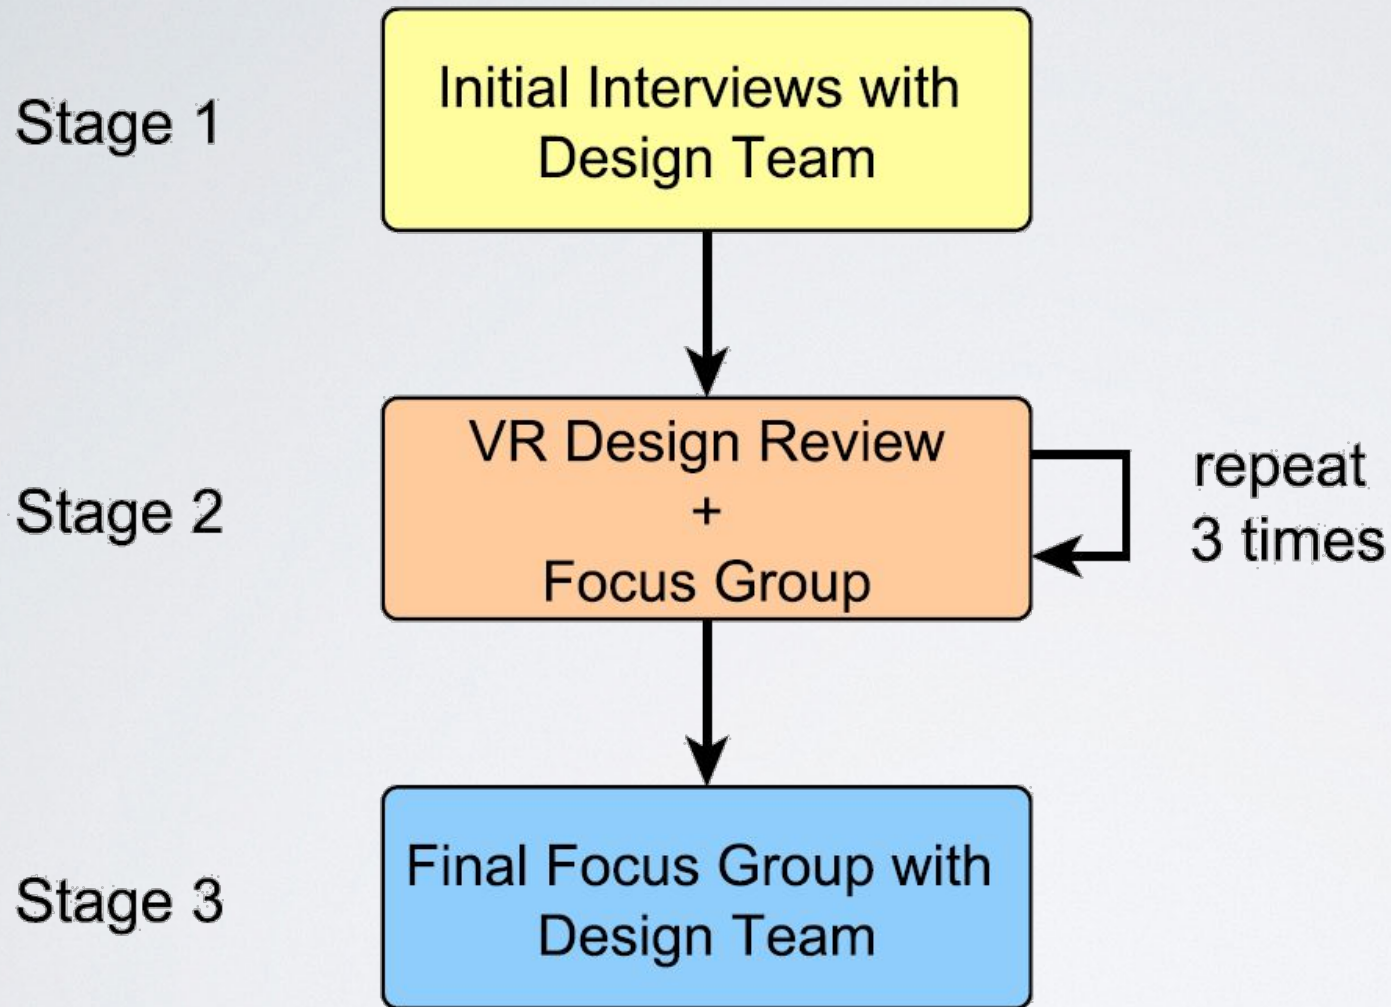 Stage 1
Initial Interviews with
Design Team
Stage 2
VR Design Review
+
Focus Group
repeat
3 times
Stage 3
Final Focus Group with
Design Team